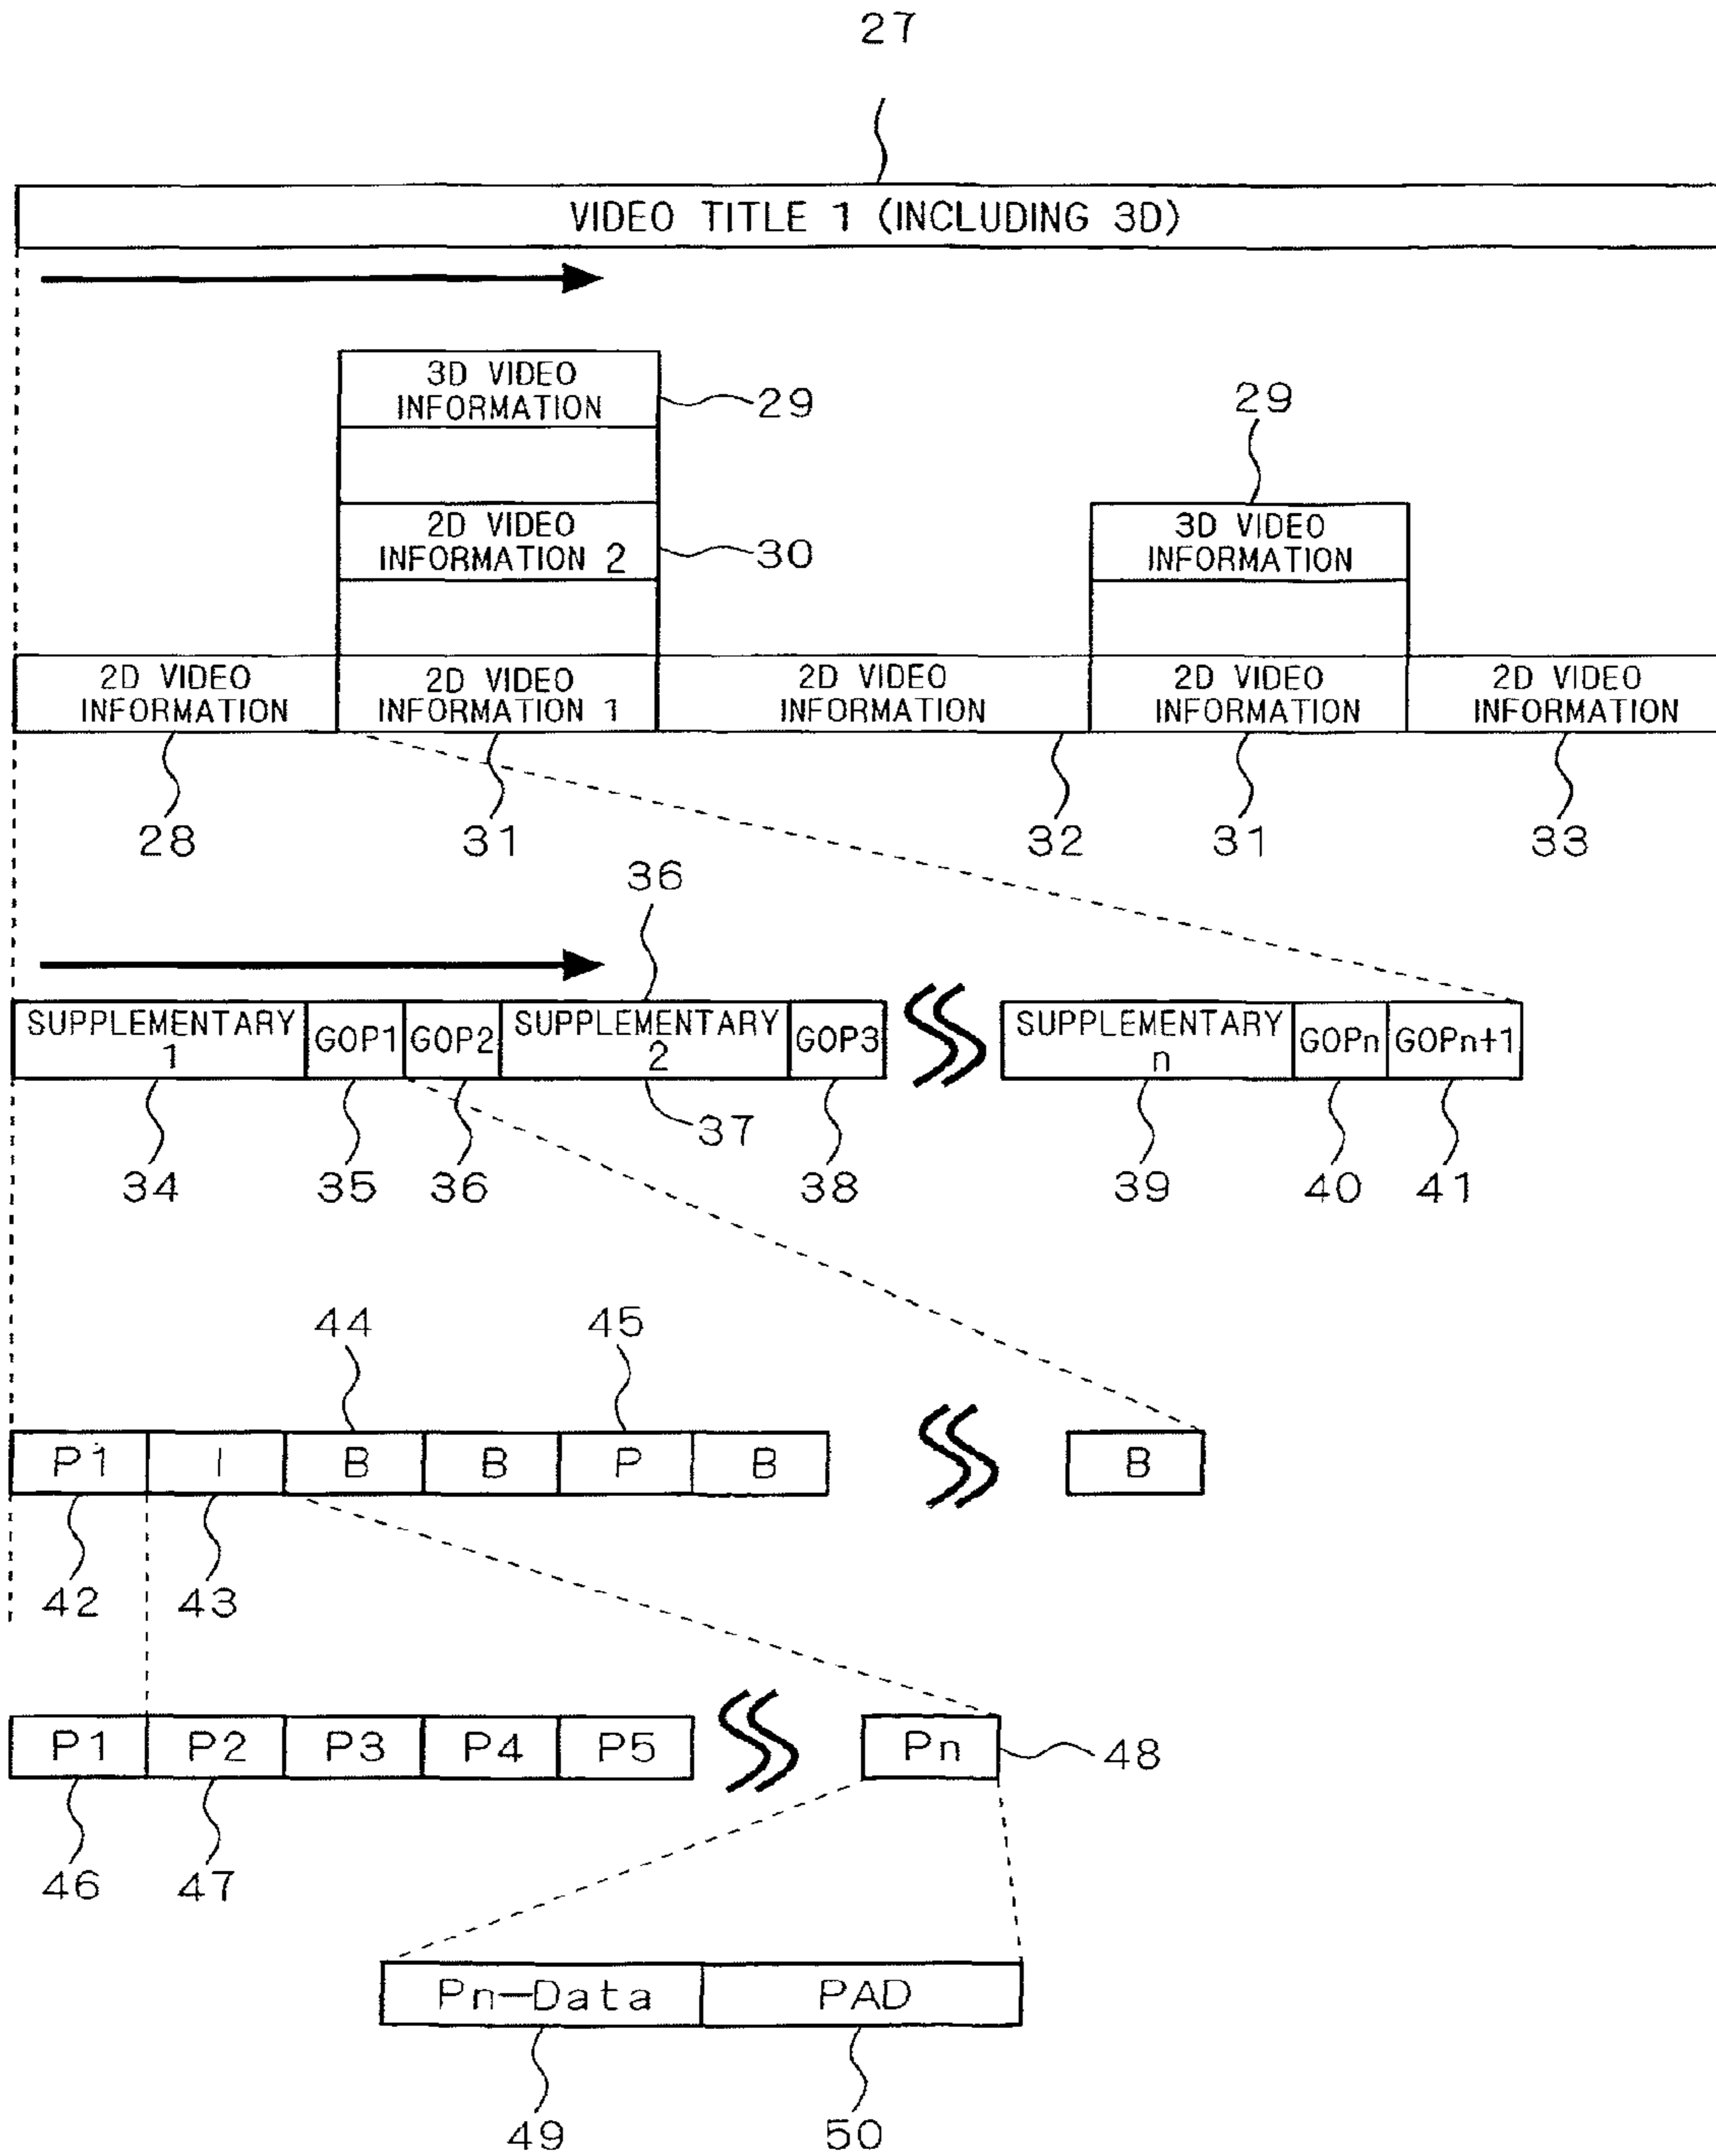 27
VIDEO TITLE 1 (INCLUDING 3D)
3D VIDEO
INFORMATION
29
29
2D VIDEO
INFORMATION 2
30
3D VIDEO
INFORMATION
2D VIDEO
INFORMATION
2D VIDEO
INFORMATION 1
2D VIDEO
INFORMATION
2D VIDEO
INFORMATION
2D VIDEO
INFORMATION
28
31
32
31
33
36
SUPPLEMENTARY
1
GOP1
GOP2
SUPPLEMENTARY
2
GOP3
SUPPLEMENTARY
n
GOPn
GOPn+1
37
34
35
36
38
39
40
41
44
45
P1
I
B
B
P
B
B
42
43
P1
P2
P3
P4
P5
Pn
48
46
47
Pn-Data
PAD
49
50